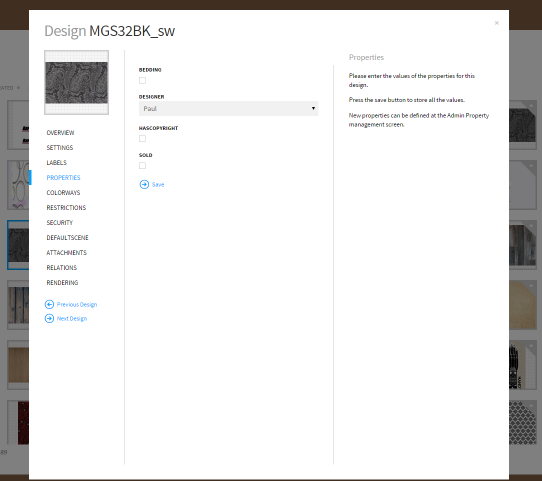 Design MGS32BK_sw
×
OVERVIEW
SETTINGS
LABELS
PROPERTIES
COLORWAYS
RESTRICTIONS
SECURITY
DEFAULTSCENE
ATTACHMENTS
RELATIONS
RENDERING
Previous Design
Next Design
BEDDING
DESIGNER
Paul
HASCOPYRIGHT
SOLD
Save
Properties
Please enter the values of the properties for this
design.
Press the save button to store all the values.
New properties can be defined at the Admin Property
management screen.